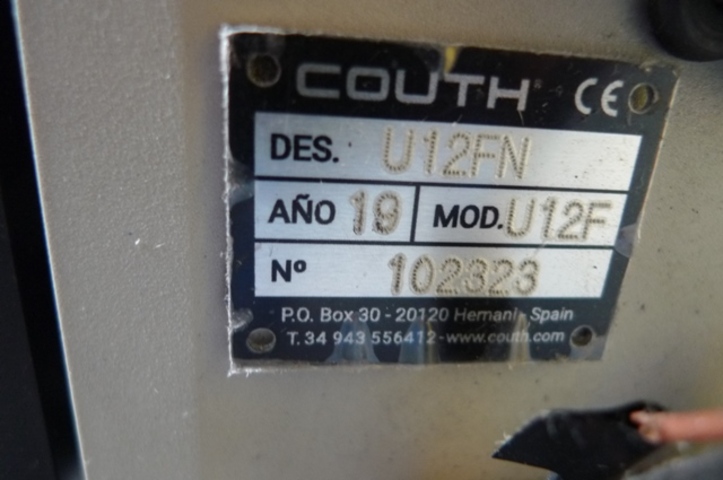 COUTH CE
DES. U12FN
AÑO 19 MOD. U12F
Nº 102323
P.O. Box 30 - 20120 Hernani - Spain
T. 34 943 556412 - www.couth.com